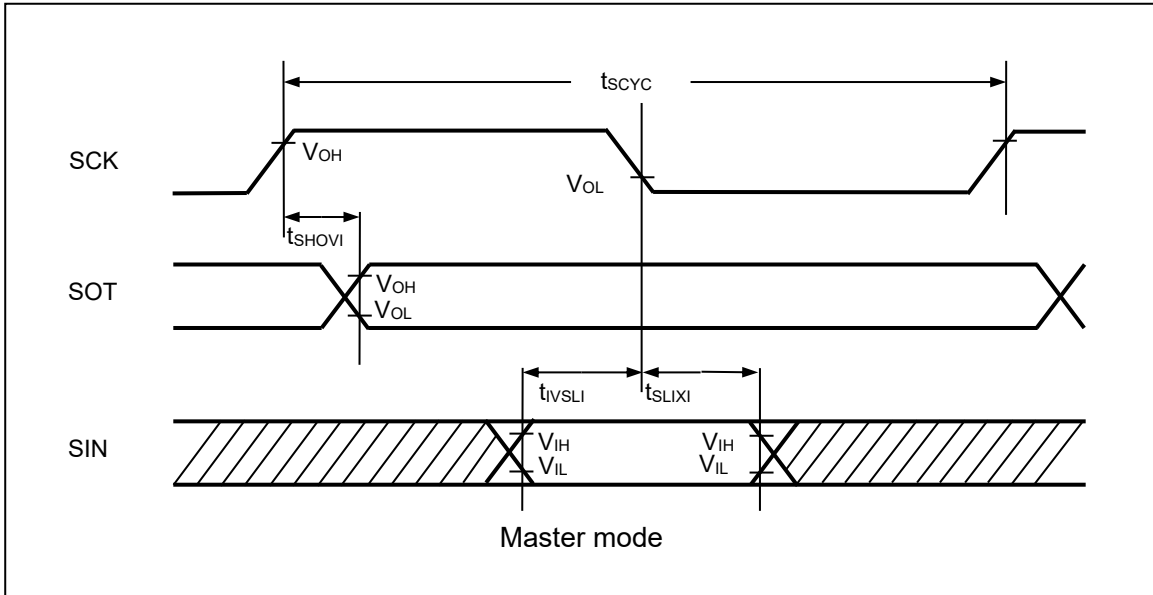 tSCYC
SCK
VOH
VOL
tSHOVI
SOT
VOH
VOL
tIVSLI tSLIXI
SIN
VIH VIH
VIL VIL
Master mode